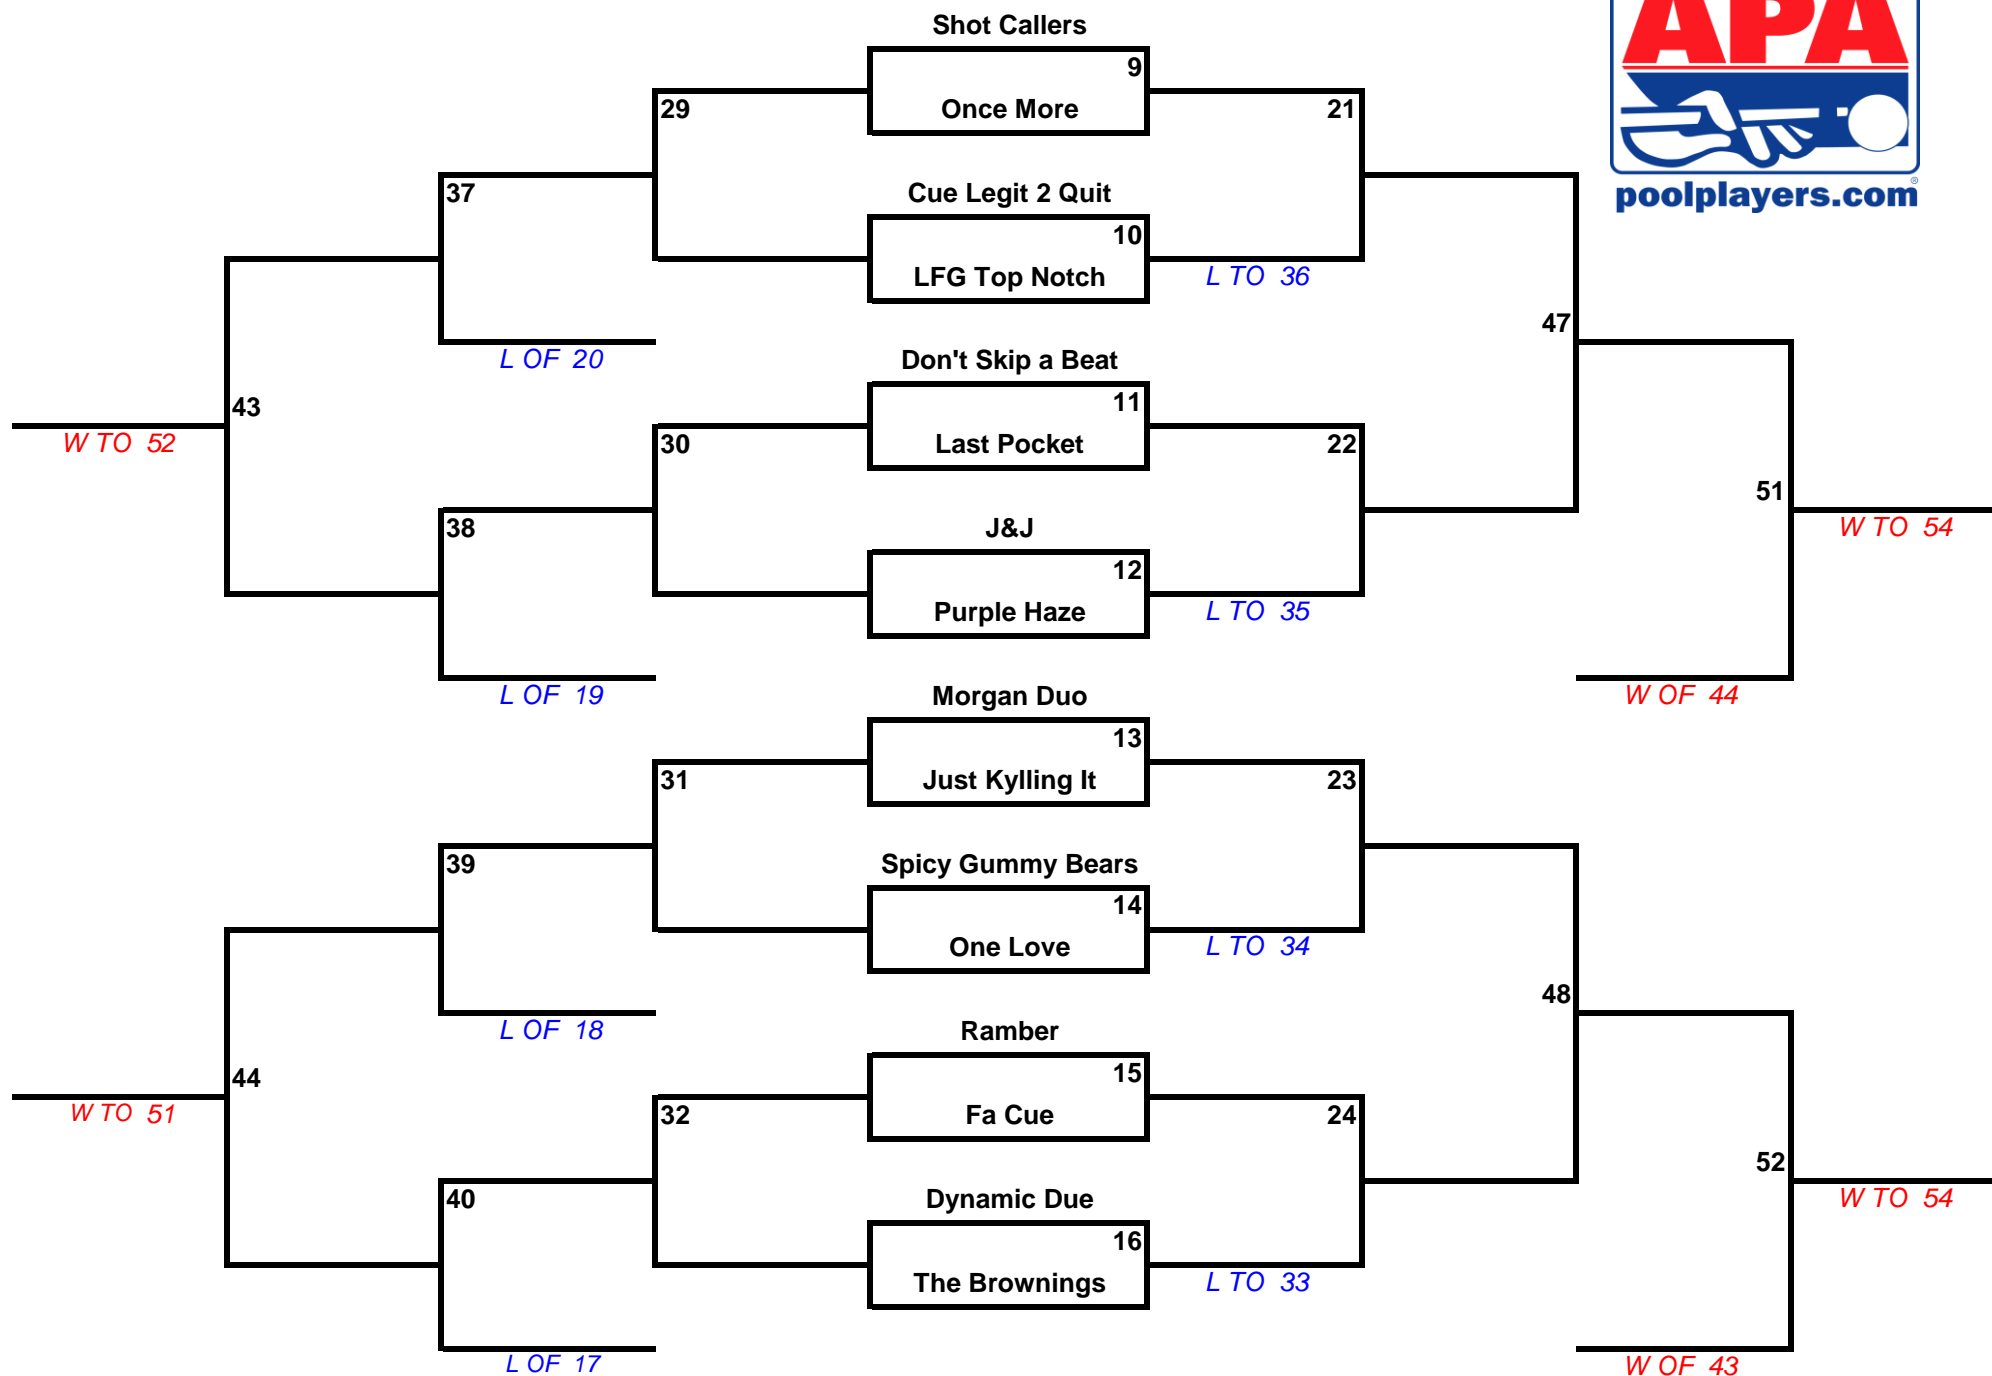 Shot Callers
APA
9
29
Once More
21
37
Cue Legit 2 Quit
poolplayers.com®
10
LFG Top Notch
L TO 36
47
L OF 20
Don't Skip a Beat
43
11
W TO 52
30
Last Pocket
22
51
38
J&J
W TO 54
12
Purple Haze
L TO 35
L OF 19
Morgan Duo
W OF 44
13
31
Just Kylling It
23
39
Spicy Gummy Bears
14
One Love
L TO 34
48
L OF 18
Ramber
44
15
W TO 51
32
Fa Cue
24
52
40
Dynamic Due
W TO 54
16
The Brownings
L TO 33
L OF 17
W OF 43